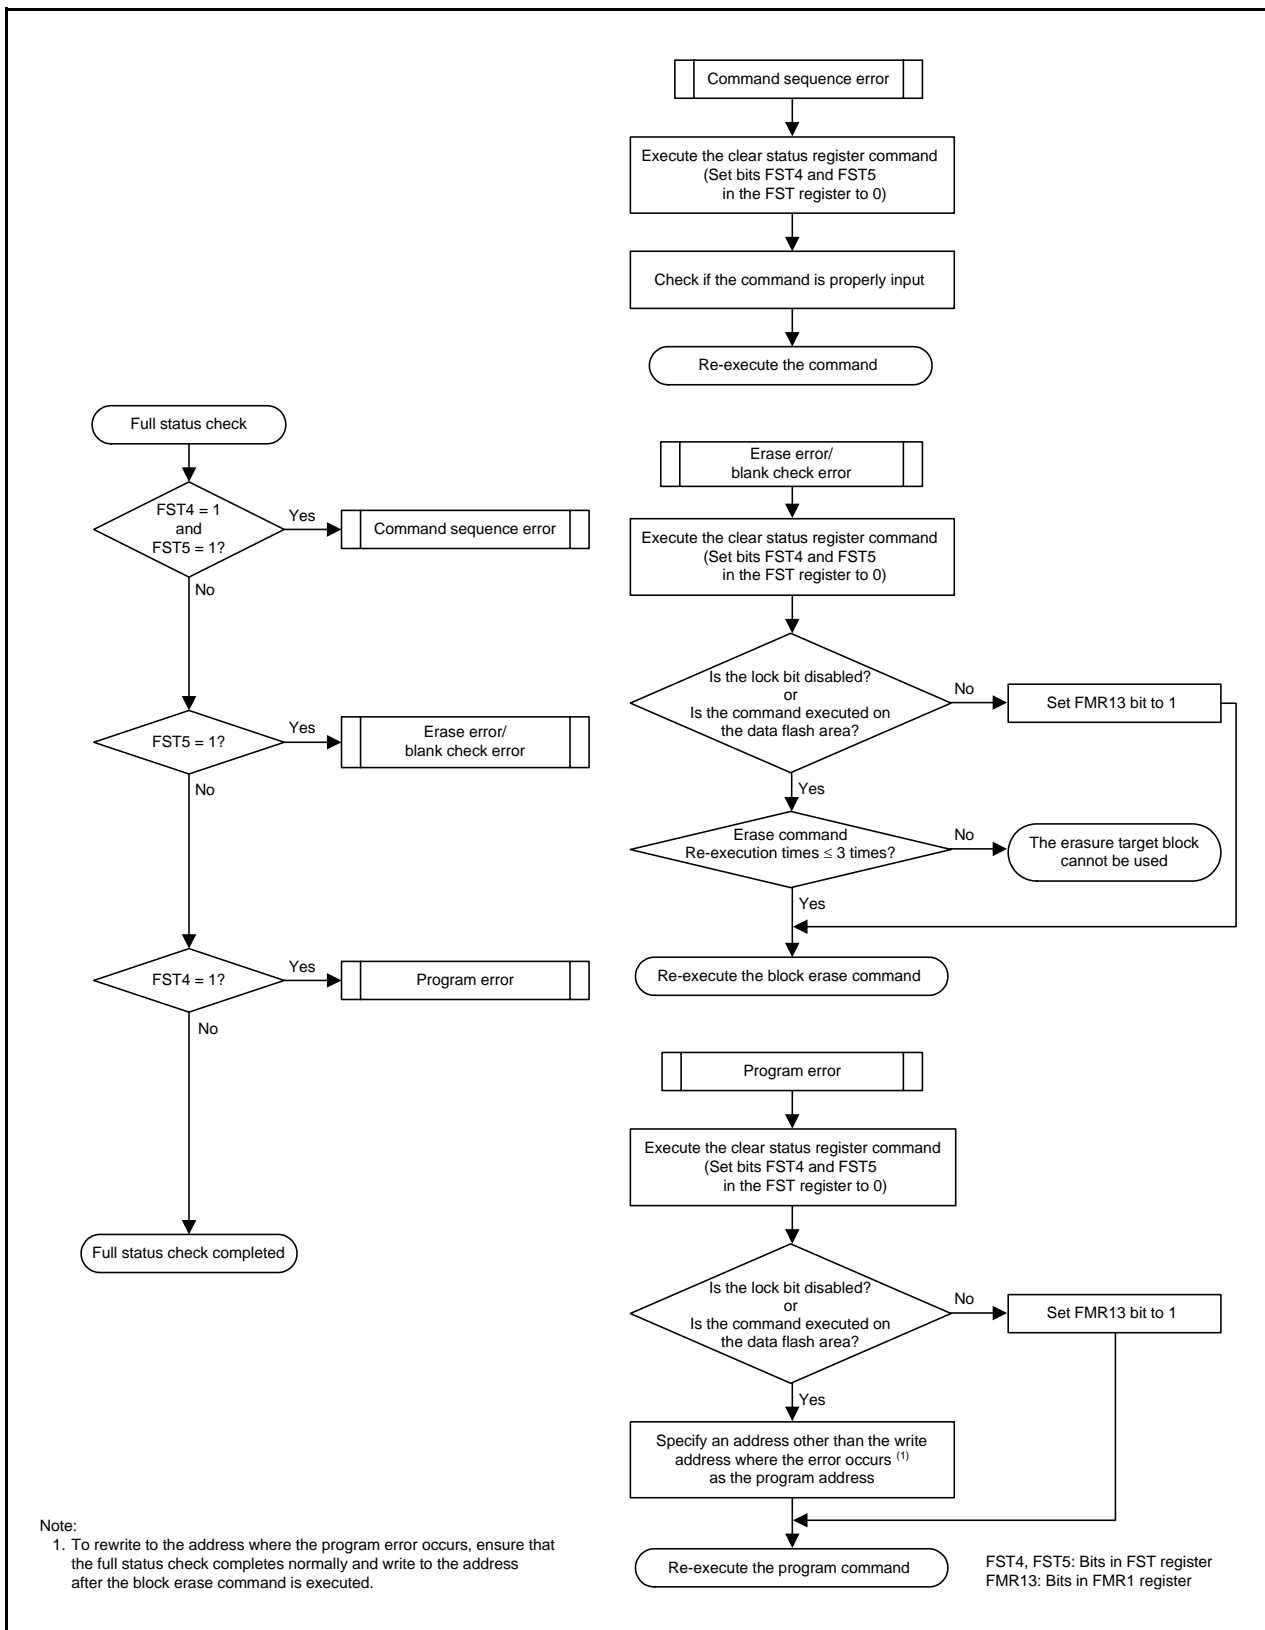 Command sequence error
Execute the clear status register command
(Set bits FST4 and FST5
in the FST register to 0)
Check if the command is properly input
Re-execute the command
Full status check
FST4 = 1
and
FST5 = 1?
Yes
Command sequence error
No
FST5 = 1?
Yes
Erase error/
blank check error
No
FST4 = 1?
Yes
Program error
No
Full status check completed
Erase error/
blank check error
Execute the clear status register command
(Set bits FST4 and FST5
in the FST register to 0)
Is the lock bit disabled?
or
Is the command executed on
the data flash area?
No
Set FMR13 bit to 1
Yes
Erase command
Re-execution times ≤ 3 times?
No
The erasure target block
cannot be used
Yes
Re-execute the block erase command
Program error
Execute the clear status register command
(Set bits FST4 and FST5
in the FST register to 0)
Is the lock bit disabled?
or
Is the command executed on
the data flash area?
No
Set FMR13 bit to 1
Yes
Specify an address other than the write
address where the error occurs (1)
as the program address
Re-execute the program command
Note:
1. To rewrite to the address where the program error occurs, ensure that
the full status check completes normally and write to the address
after the block erase command is executed.
FST4, FST5: Bits in FST register
FMR13: Bits in FMR1 register